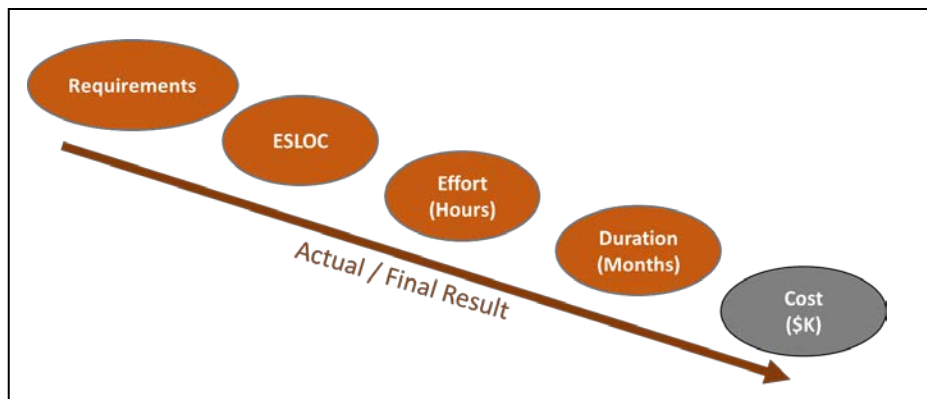 Requirements
ESLOC
Effort
(Hours)
Duration
(Months)
Cost
($K)
Actual / Final Result